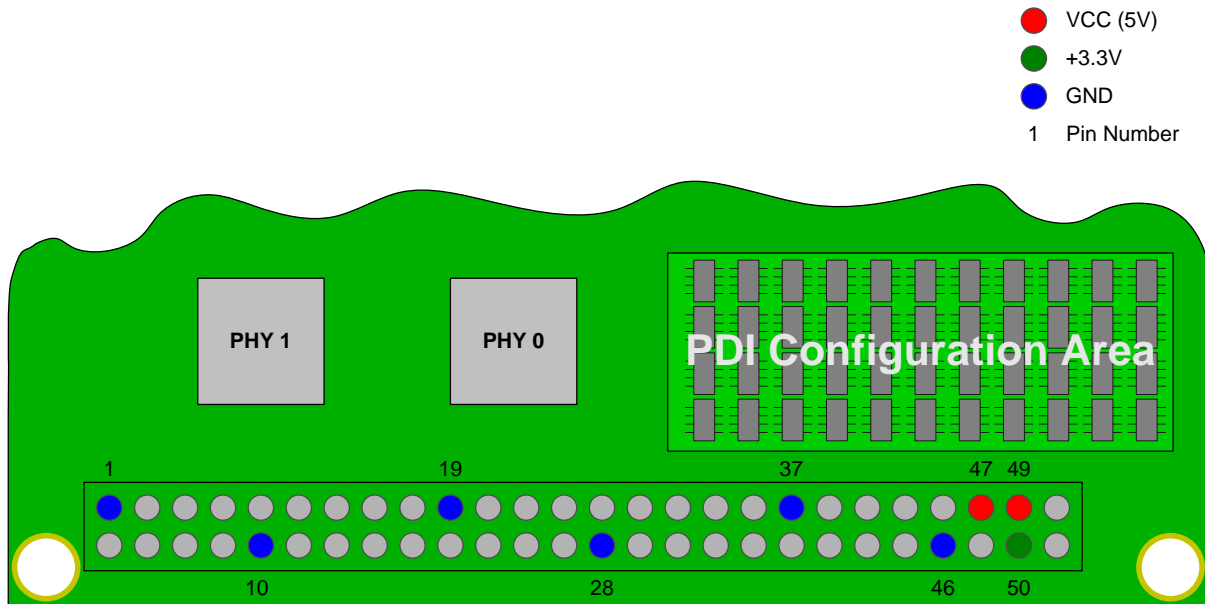 VCC (5V)
+3.3V
GND
1 Pin Number
PHY 1
PHY 0
PDI Configuration Area
1 19 37 47 49
10 28 46 50